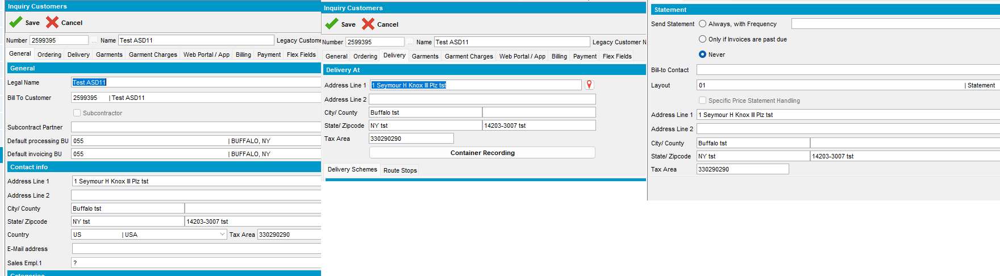 Inquiry Customers
Save Cancel
Number 2599395 ... Name Test ASD11 Legacy Custome
General Ordering Delivery Garments Garment Charges Web Portal / App Billing Payment Flex Fields
General
Legal Name Test ASD11
Bill To Customer 2599395 Test ASD11
Subcontractor
Subcontract Partner
Default processing BU 055 BUFFALO, NY
Default invoicing BU 055 BUFFALO, NY
Contact info
Address Line 1 1 Seymour H Knox III Plz tst
Address Line 2
City/ County Buffalo tst
State/ Zipcode NY tst 14203-3007 tst
Country US USA Tax Area 330290290
E-Mail address
Sales Empl.1 ?
Categories
Inquiry Customers
Save Cancel
Number 2599395 ... Name Test ASD11 Legacy Customer N
General Ordering Delivery Garments Garment Charges Web Portal / App Billing Payment Flex Fields
Delivery At
Address Line 1 1 Seymour H Knox III Plz tst
Address Line 2
City/ County Buffalo tst
State/ Zipcode NY tst 14203-3007 tst
Tax Area 330290290
Container Recording
Delivery Schemes Route Stops
Statement
Send Statement Always, with Frequency
Only if Invoices are past due
Never
Bill-to Contact
Layout 01 Statement
Specific Price Statement Handling
Address Line 1 1 Seymour H Knox III Plz tst
Address Line 2
City/ County Buffalo tst
State/ Zipcode NY tst 14203-3007 tst
Tax Area 330290290